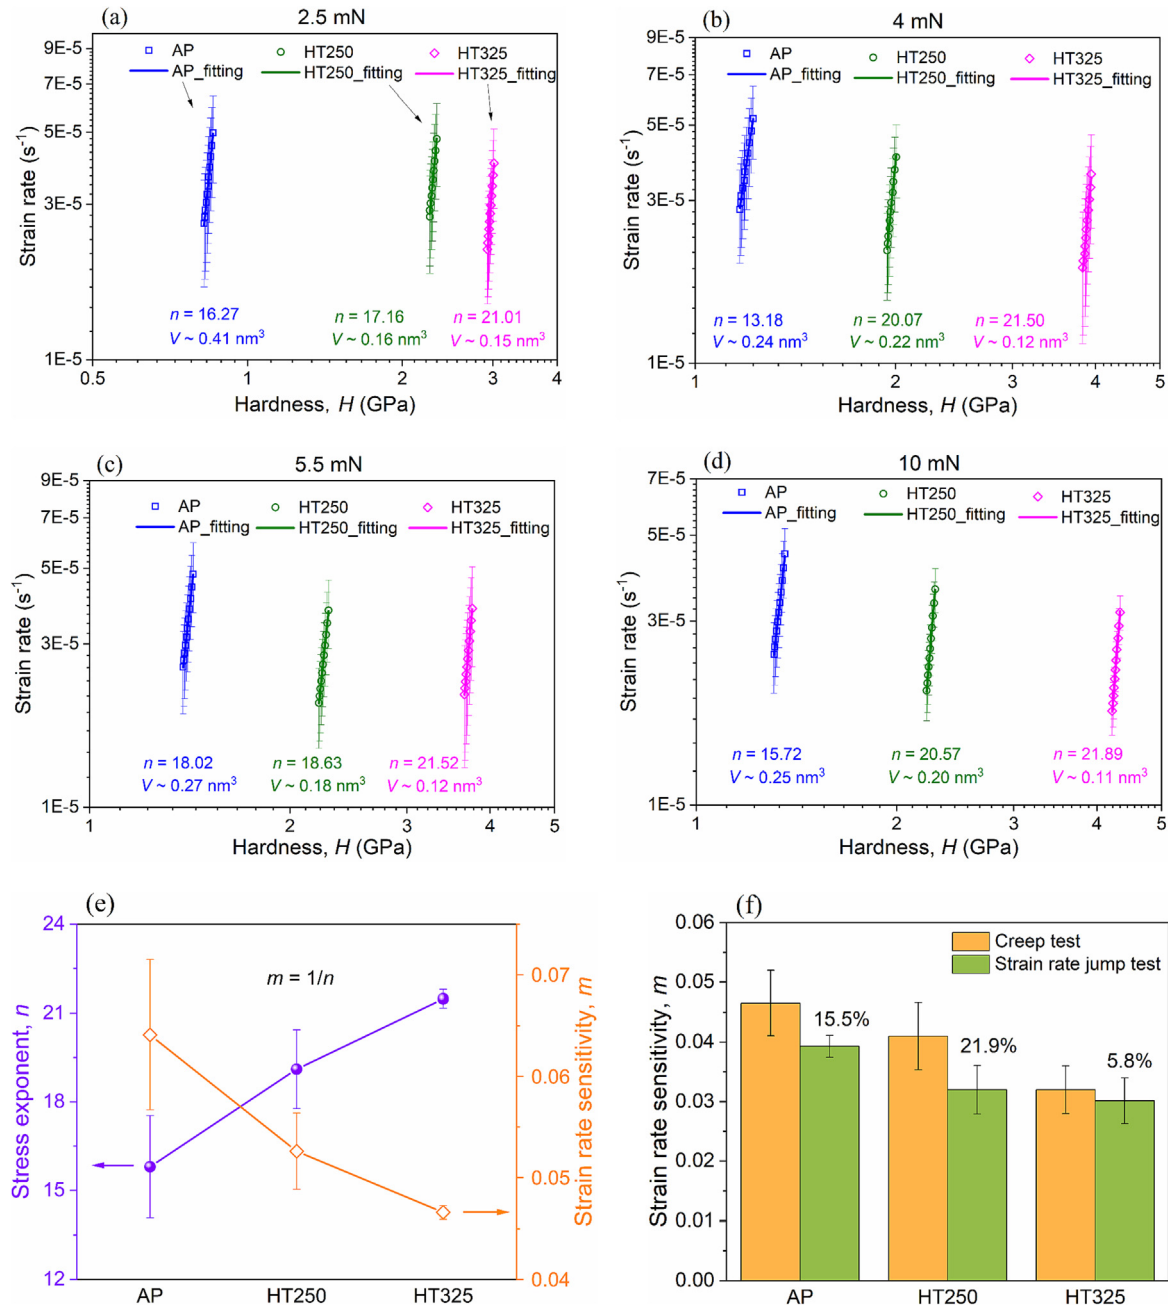 (a)
2.5 mN
9E-5
7E-5
5E-5
3E-5
1E-5
AP
HT250
HT325
AP_fitting
HT250_fitting
HT325_fitting
n = 16.27
V ~ 0.41 nm³
n = 17.16
V ~ 0.16 nm³
n = 21.01
V ~ 0.15 nm³
0.5 1 2 3 4
Strain rate (s⁻¹)
Hardness, H (GPa)
(b)
4 mN
9E-5
7E-5
5E-5
3E-5
1E-5
AP
HT250
HT325
AP_fitting
HT250_fitting
HT325_fitting
n = 13.18
V ~ 0.24 nm³
n = 20.07
V ~ 0.22 nm³
n = 21.50
V ~ 0.12 nm³
1 2 3 4 5
Strain rate (s⁻¹)
Hardness, H (GPa)
(c)
5.5 mN
9E-5
7E-5
5E-5
3E-5
1E-5
AP
HT250
HT325
AP_fitting
HT250_fitting
HT325_fitting
n = 18.02
V ~ 0.27 nm³
n = 18.63
V ~ 0.18 nm³
n = 21.52
V ~ 0.12 nm³
1 2 3 4 5
Strain rate (s⁻¹)
Hardness, H (GPa)
(d)
10 mN
7E-5
5E-5
3E-5
1E-5
AP
HT250
HT325
AP_fitting
HT250_fitting
HT325_fitting
n = 15.72
V ~ 0.25 nm³
n = 20.57
V ~ 0.20 nm³
n = 21.89
V ~ 0.11 nm³
1 2 3 4 5
Strain rate (s⁻¹)
Hardness, H (GPa)
(e)
24
21
18
15
12
Stress exponent, n
m = 1/n
0.07
0.06
0.05
0.04
Strain rate sensitivity, m
AP HT250 HT325
(f)
0.06
0.05
0.04
0.03
0.02
0.01
0.00
Strain rate sensitivity, m
Creep test
Strain rate jump test
15.5%
21.9%
5.8%
AP HT250 HT325